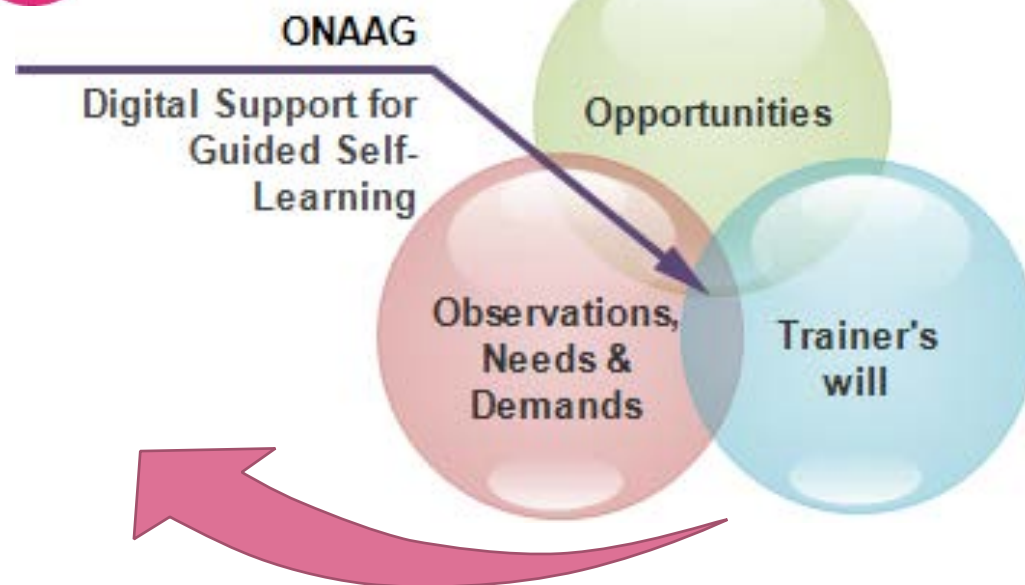 ONAAG
Digital Support for
Guided Self-
Learning
Opportunities
Observations,
Needs &
Demands
Trainer's
will